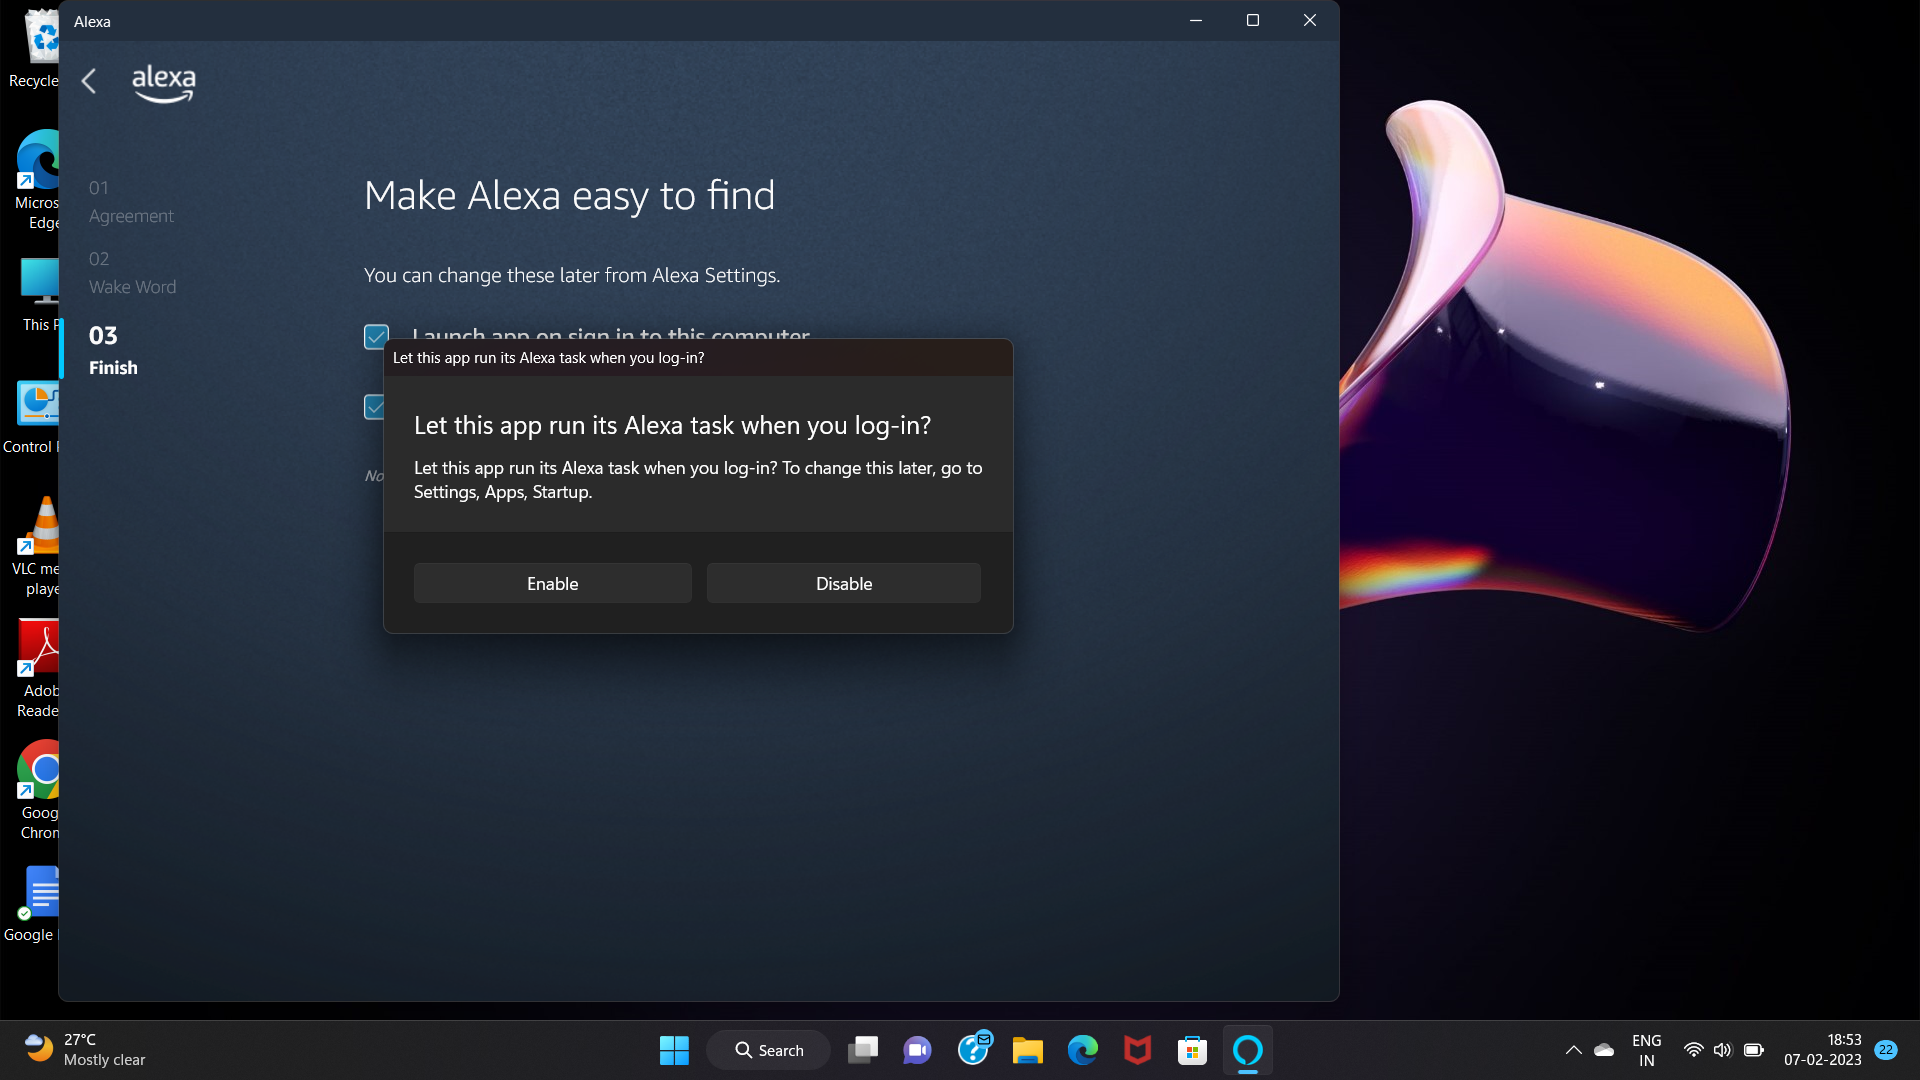 Alexa
alexa
01
Agreement
02
Wake Word
03
Finish
Make Alexa easy to find
You can change these later from Alexa Settings.
Launch app on sign in to this computer
Let this app run its Alexa task when you log-in?
Let this app run its Alexa task when you log-in?
Let this app run its Alexa task when you log-in? To change this later, go to
Settings, Apps, Startup.
Enable
Disable
No
Recycle
Micros
Edge
This P
Control
VLC me
playe
Adob
Reade
Goog
Chrom
Google
27°C
Mostly clear
Search
ENG
IN
18:53
07-02-2023
22